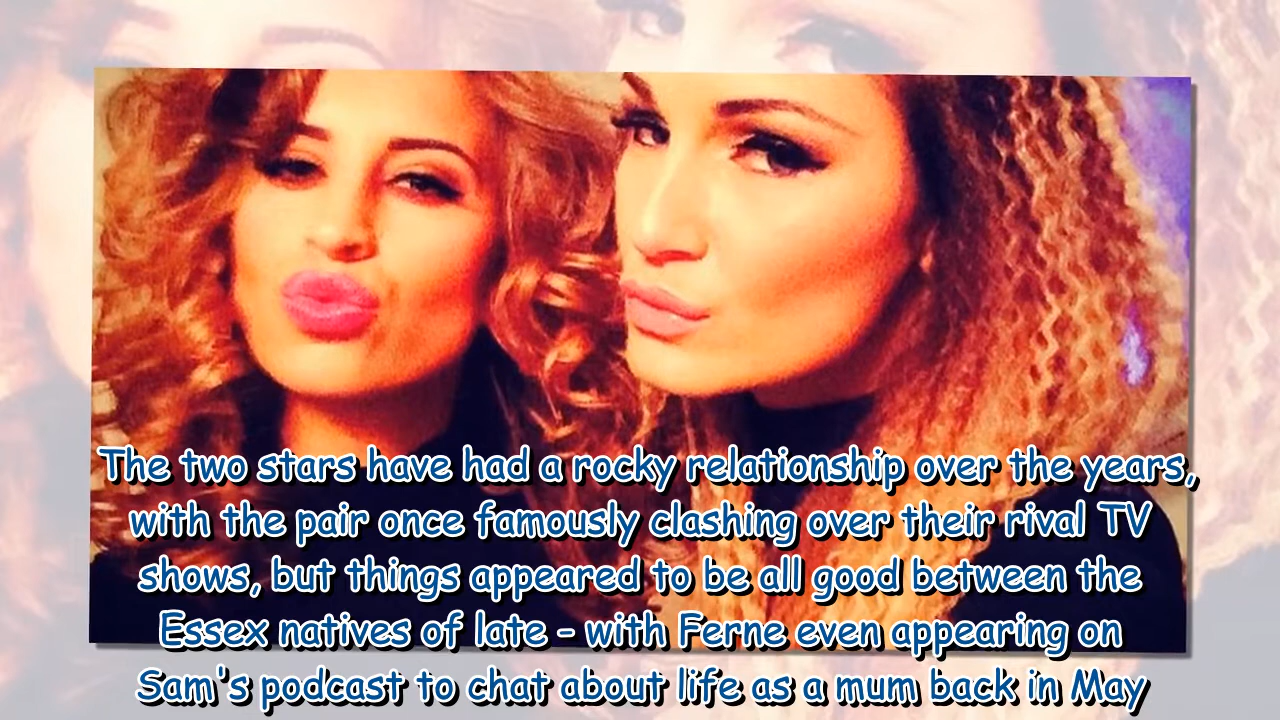 The two stars have had a rocky relationship over the years,
with the pair once famously clashing over their rival TV
shows, but things appeared to be all good between the
Essex natives of late - with Ferne even appearing on
Sam's podcast to chat about life as a mum back in May